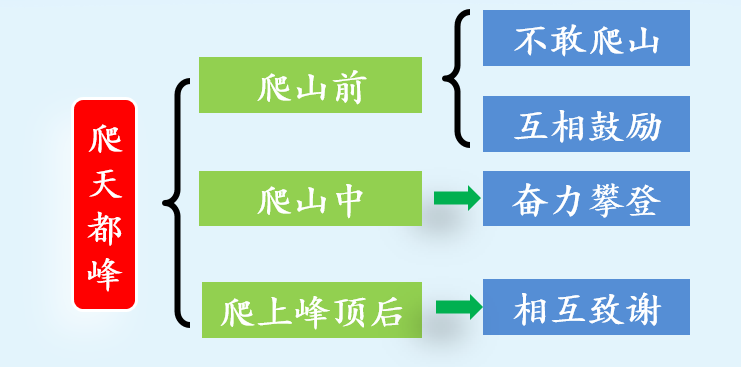 爬天都峰
爬山前
不敢爬山
互相鼓励
爬山中
奋力攀登
爬上峰顶后
相互致谢